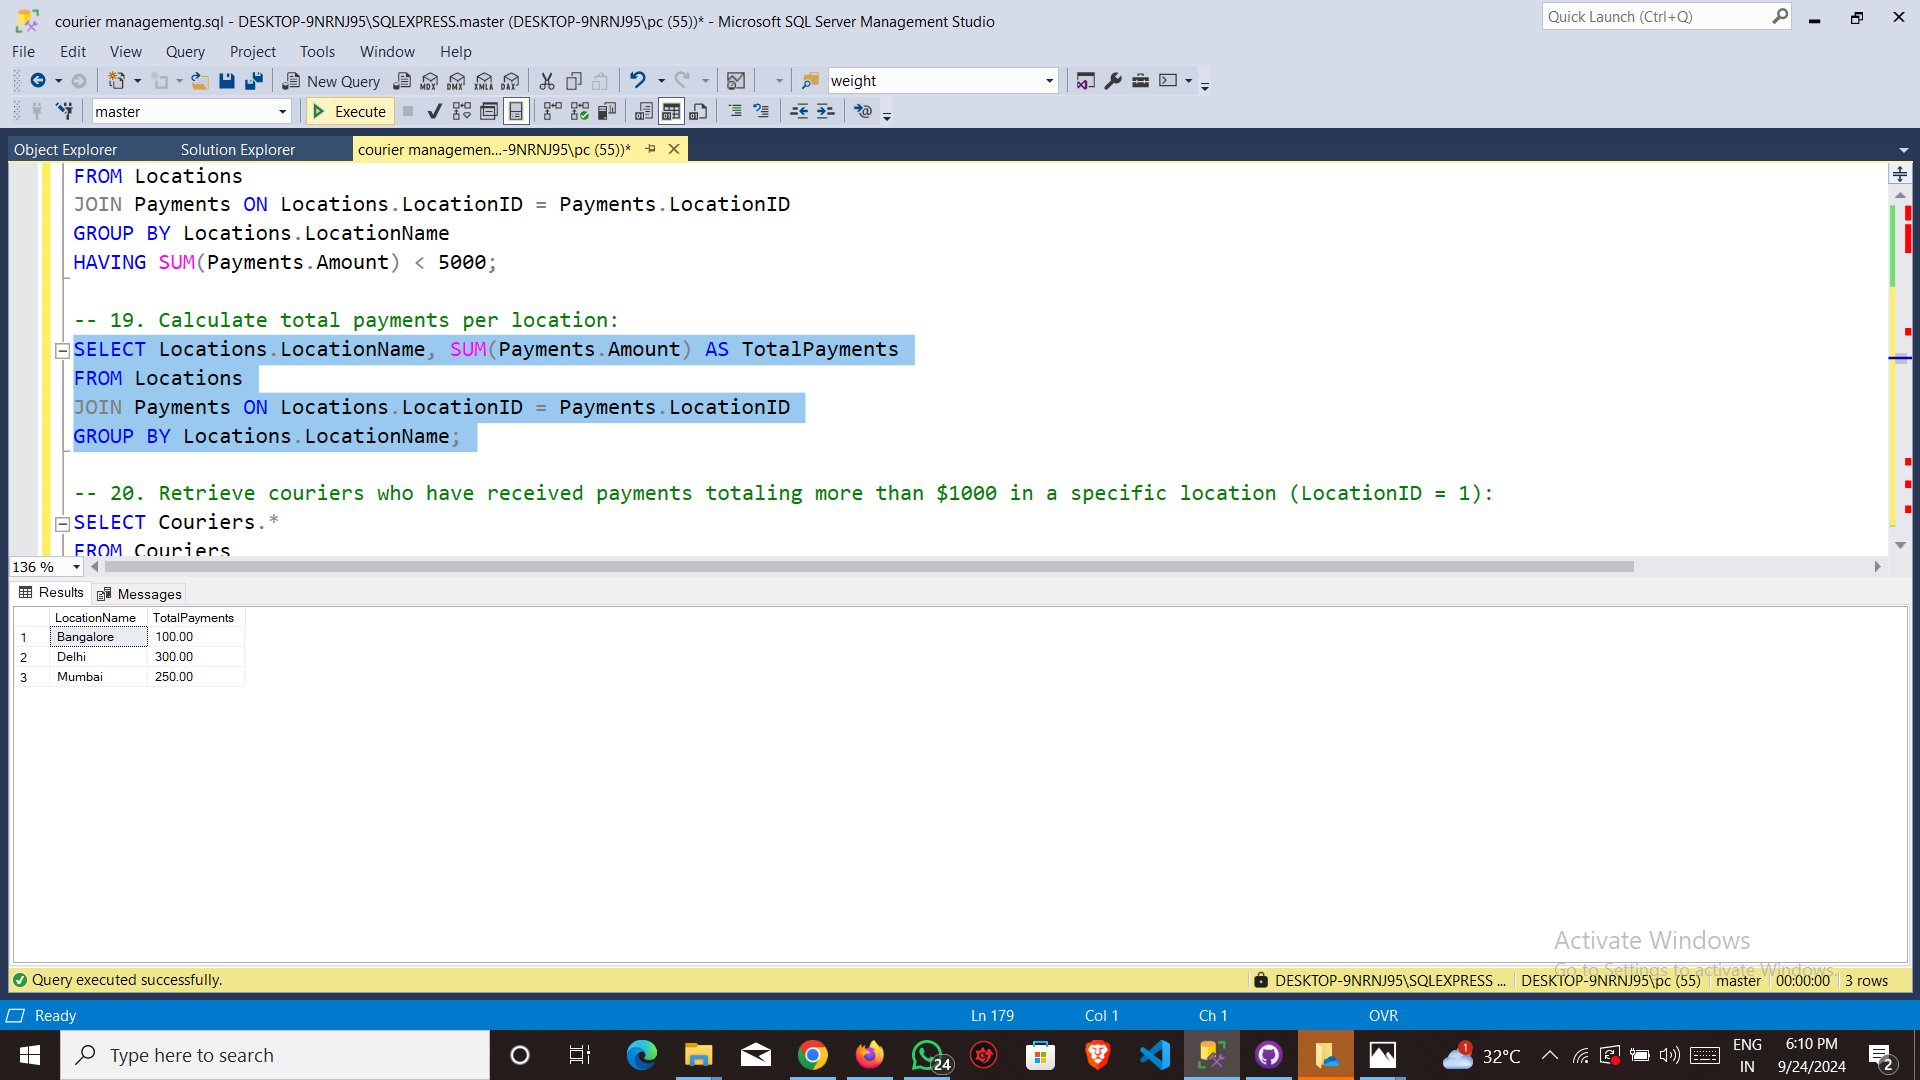 courier managementg.sql - DESKTOP-9NRNJ95\SQLEXPRESS.master (DESKTOP-9NRNJ95\pc (55))* - Microsoft SQL Server Management Studio
Quick Launch (Ctrl+Q)
File Edit View Query Project Tools Window Help
New Query MDX DMX XMLA DAX weight
master Execute
Object Explorer Solution Explorer courier managemen...-9NRNJ95\pc (55))*
FROM Locations
JOIN Payments ON Locations.LocationID = Payments.LocationID
GROUP BY Locations.LocationName
HAVING SUM(Payments.Amount) < 5000;
-- 19. Calculate total payments per location:
SELECT Locations.LocationName, SUM(Payments.Amount) AS TotalPayments
FROM Locations
JOIN Payments ON Locations.LocationID = Payments.LocationID
GROUP BY Locations.LocationName;
-- 20. Retrieve couriers who have received payments totaling more than $1000 in a specific location (LocationID = 1):
SELECT Couriers.*
FROM Couriers
136 %
Results Messages
LocationName TotalPayments
1 Bangalore 100.00
2 Delhi 300.00
3 Mumbai 250.00
Activate Windows
Go to Settings to activate Windows.
Query executed successfully. DESKTOP-9NRNJ95\SQLEXPRESS ... DESKTOP-9NRNJ95\pc (55) master 00:00:00 3 rows
Ready Ln 179 Col 1 Ch 1 OVR
Type here to search 24 1 32°C ENG IN 6:10 PM 9/24/2024 2